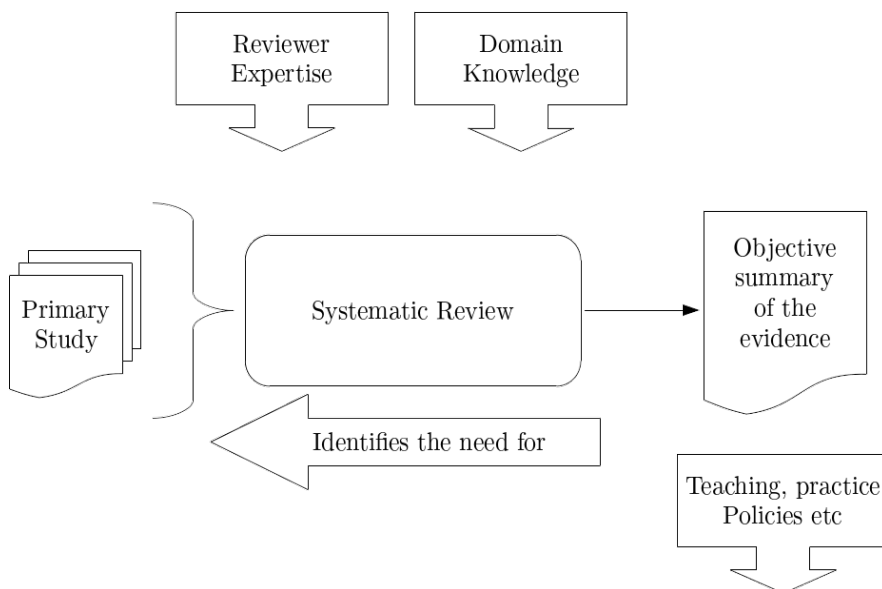 Reviewer
Expertise
Domain
Knowledge
Primary
Study
Systematic Review
Objective
summary
of the
evidence
Identifies the need for
Teaching, practice
Policies etc